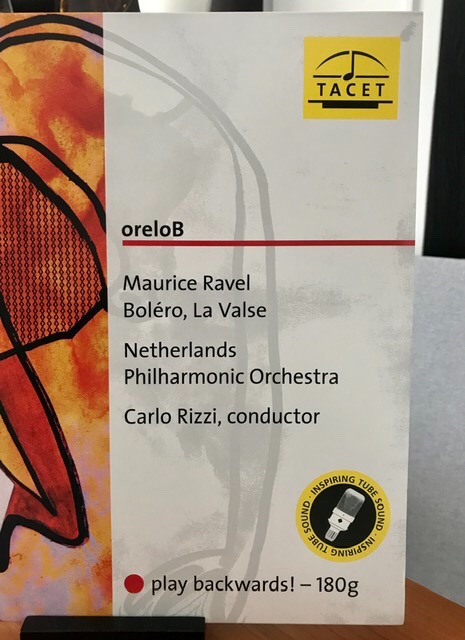 TACET
oreloB
Maurice Ravel
Boléro, La Valse
Netherlands
Philharmonic Orchestra
Carlo Rizzi, conductor
INSPIRING TUBE SOUND · INSPIRING TUBE SOUND ·
play backwards! – 180g